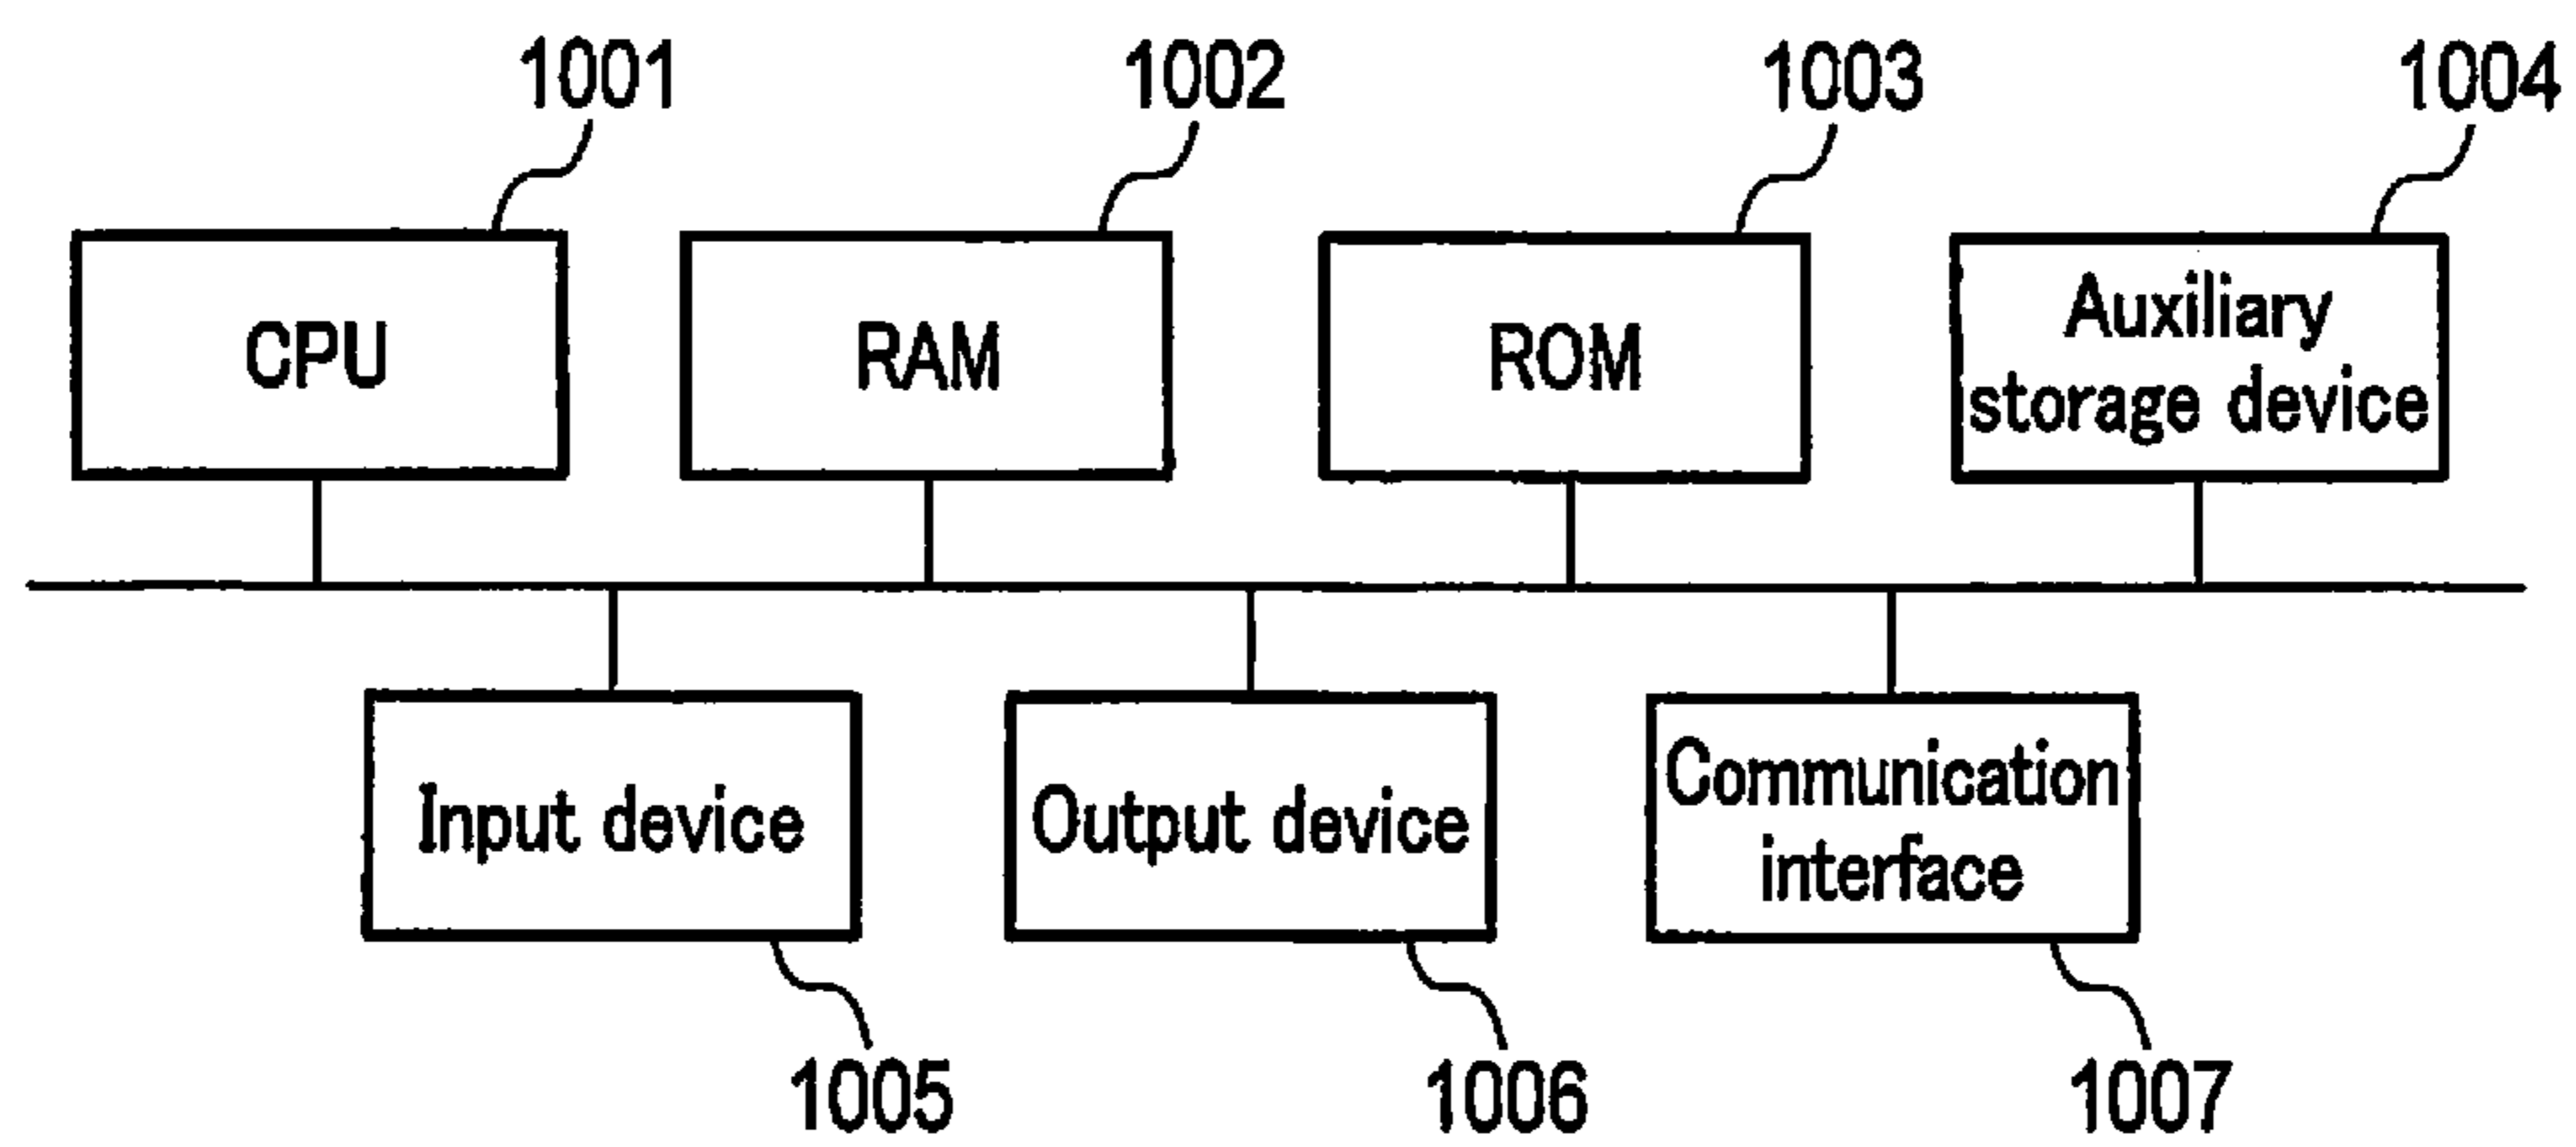 1001
1002
1003
1004
CPU
RAM
ROM
Auxiliary
storage device
Input device
Output device
Communication
interface
1005
1006
1007